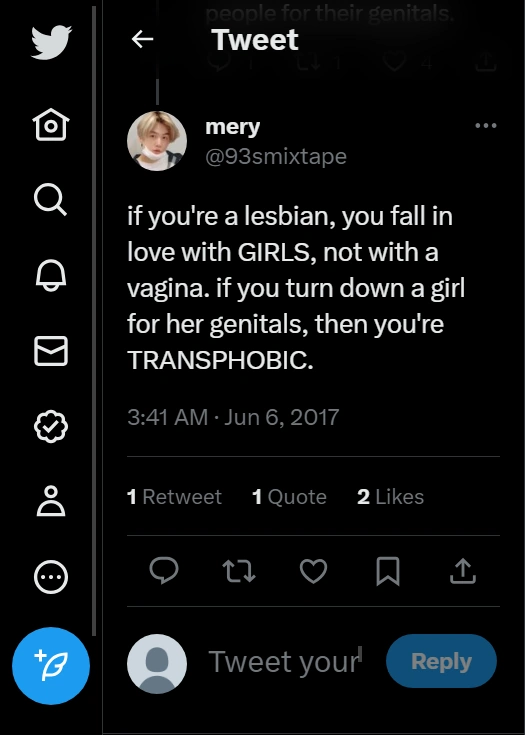 people for their genitals.
Tweet
1 1 4
mery
@93smixtape
if you're a lesbian, you fall in
love with GIRLS, not with a
vagina. if you turn down a girl
for her genitals, then you're
TRANSPHOBIC.
3:41 AM · Jun 6, 2017
1 Retweet 1 Quote 2 Likes
Tweet your
Reply